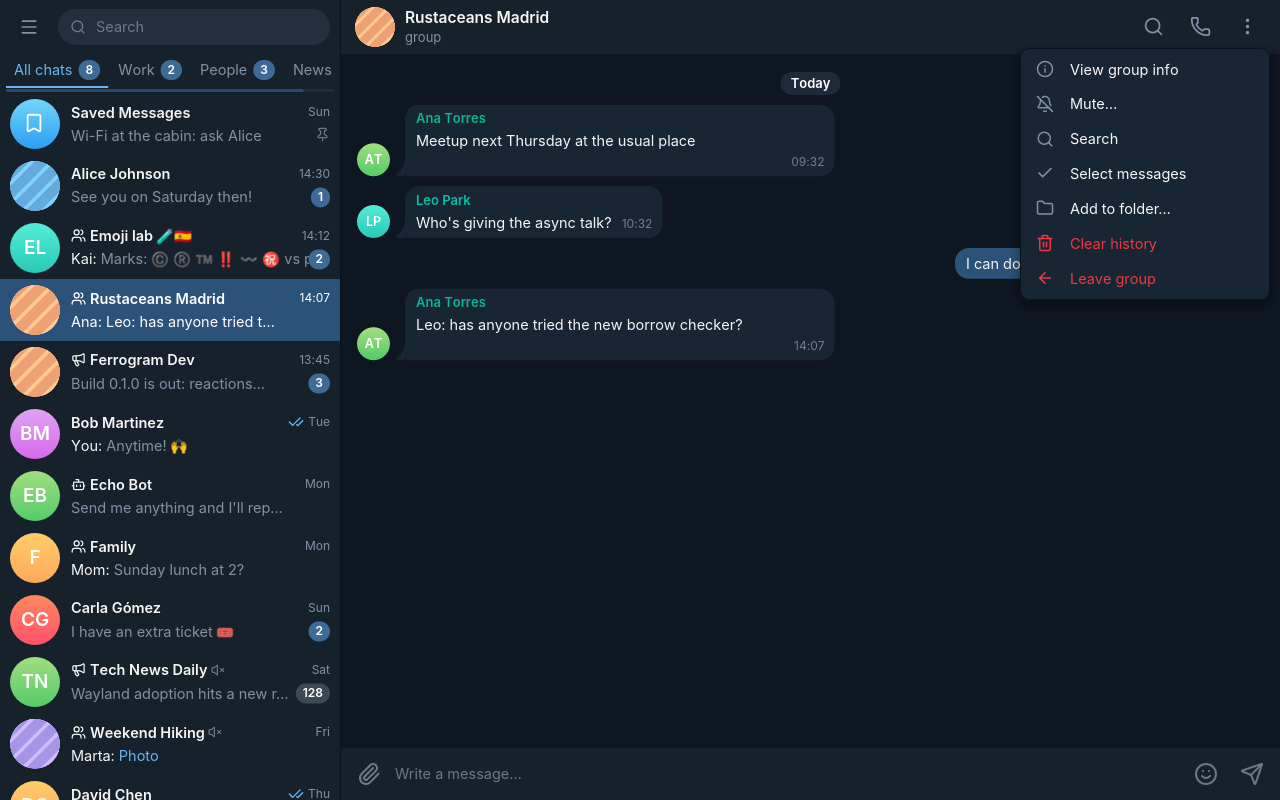 Search
All chats 8 Work 2 People 3 News
Saved Messages Sun
Wi-Fi at the cabin: ask Alice
Alice Johnson 14:30
See you on Saturday then! 1
EL Emoji lab 🧪🇪🇸 14:12
Kai: Marks: © ® ™ ‼ 〰 ㊗ vs 2
Rustaceans Madrid 14:07
Ana: Leo: has anyone tried t...
Ferrogram Dev 13:45
Build 0.1.0 is out: reactions... 3
BM Bob Martinez Tue
You: Anytime! 🙌
EB Echo Bot Mon
Send me anything and I'll rep...
F Family Mon
Mom: Sunday lunch at 2?
CG Carla Gómez Sun
I have an extra ticket 🎟 2
TN Tech News Daily Sat
Wayland adoption hits a new r... 128
Weekend Hiking Fri
Marta: Photo
David Chen Thu
Rustaceans Madrid
group
Today
Ana Torres
AT Meetup next Thursday at the usual place
09:32
Leo Park
LP Who's giving the async talk? 10:32
I can do
Ana Torres
AT Leo: has anyone tried the new borrow checker?
14:07
View group info
Mute...
Search
Select messages
Add to folder...
Clear history
Leave group
Write a message...